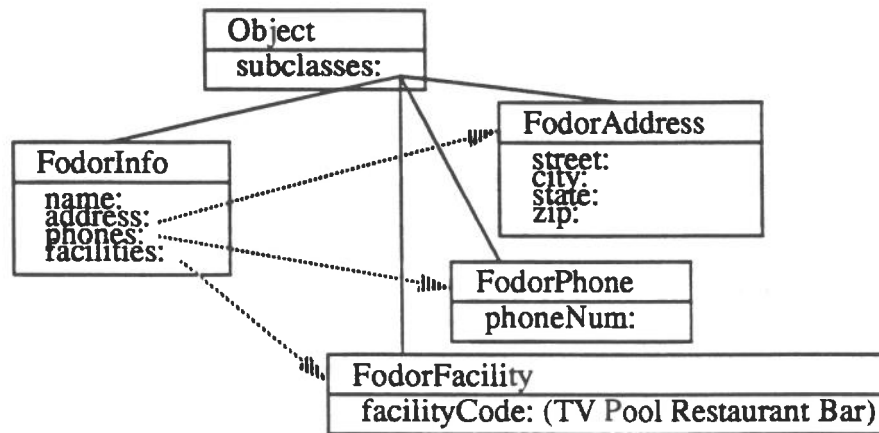 Object
subclasses:
FodorAddress
street:
city:
state:
zip:
FodorInfo
name:
address:
phones:
facilities:
FodorPhone
phoneNum:
FodorFacility
facilityCode: (TV Pool Restaurant Bar)